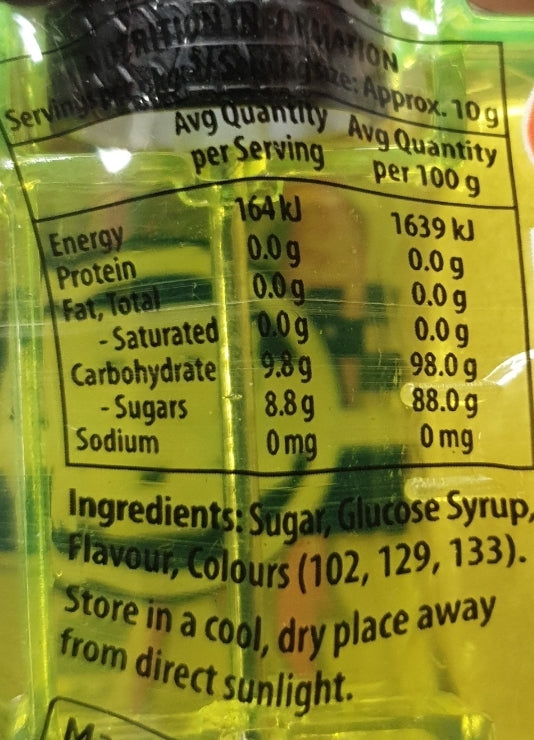 NUTRITION INFORMATION
Serving size: Approx. 10 g
Avg Quantity per Serving Avg Quantity per 100 g
Energy 164 kJ 1639 kJ
Protein 0.0 g 0.0 g
Fat, Total 0.0 g 0.0 g
- Saturated 0.0 g 0.0 g
Carbohydrate 9.8 g 98.0 g
- Sugars 8.8 g 88.0 g
Sodium 0 mg 0 mg
Ingredients: Sugar, Glucose Syrup,
Flavour, Colours (102, 129, 133).
Store in a cool, dry place away
from direct sunlight.